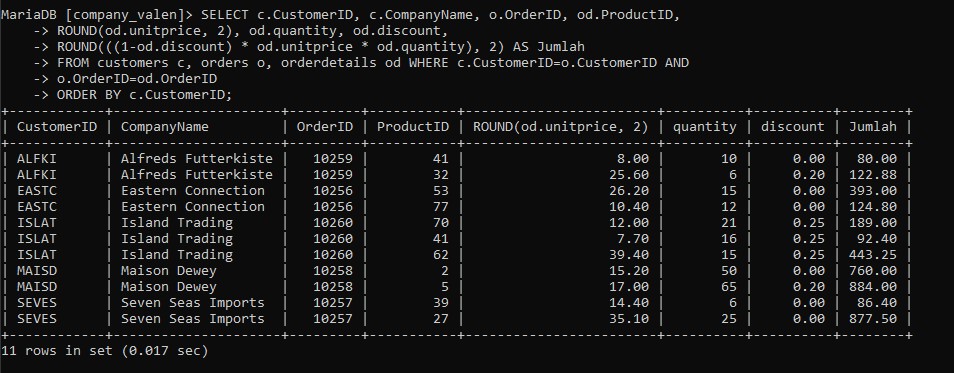 MariaDB [company_valen]> SELECT c.CustomerID, c.CompanyName, o.OrderID, od.ProductID,
    -> ROUND(od.unitprice, 2), od.quantity, od.discount,
    -> ROUND(((1-od.discount) * od.unitprice * od.quantity), 2) AS Jumlah
    -> FROM customers c, orders o, orderdetails od WHERE c.CustomerID=o.CustomerID AND
    -> o.OrderID=od.OrderID
    -> ORDER BY c.CustomerID;
+------------+---------------------+---------+-----------+------------------------+----------+----------+--------+
| CustomerID | CompanyName         | OrderID | ProductID | ROUND(od.unitprice, 2) | quantity | discount | Jumlah |
+------------+---------------------+---------+-----------+------------------------+----------+----------+--------+
| ALFKI      | Alfreds Futterkiste |   10259 |        41 |                   8.00 |       10 |     0.00 |  80.00 |
| ALFKI      | Alfreds Futterkiste |   10259 |        32 |                  25.60 |        6 |     0.20 | 122.88 |
| EASTC      | Eastern Connection  |   10256 |        53 |                  26.20 |       15 |     0.00 | 393.00 |
| EASTC      | Eastern Connection  |   10256 |        77 |                  10.40 |       12 |     0.00 | 124.80 |
| ISLAT      | Island Trading      |   10260 |        70 |                  12.00 |       21 |     0.25 | 189.00 |
| ISLAT      | Island Trading      |   10260 |        41 |                   7.70 |       16 |     0.25 |  92.40 |
| ISLAT      | Island Trading      |   10260 |        62 |                  39.40 |       15 |     0.25 | 443.25 |
| MAISD      | Maison Dewey        |   10258 |         2 |                  15.20 |       50 |     0.00 | 760.00 |
| MAISD      | Maison Dewey        |   10258 |         5 |                  17.00 |       65 |     0.20 | 884.00 |
| SEVES      | Seven Seas Imports  |   10257 |        39 |                  14.40 |        6 |     0.00 |  86.40 |
| SEVES      | Seven Seas Imports  |   10257 |        27 |                  35.10 |       25 |     0.00 | 877.50 |
+------------+---------------------+---------+-----------+------------------------+----------+----------+--------+
11 rows in set (0.017 sec)